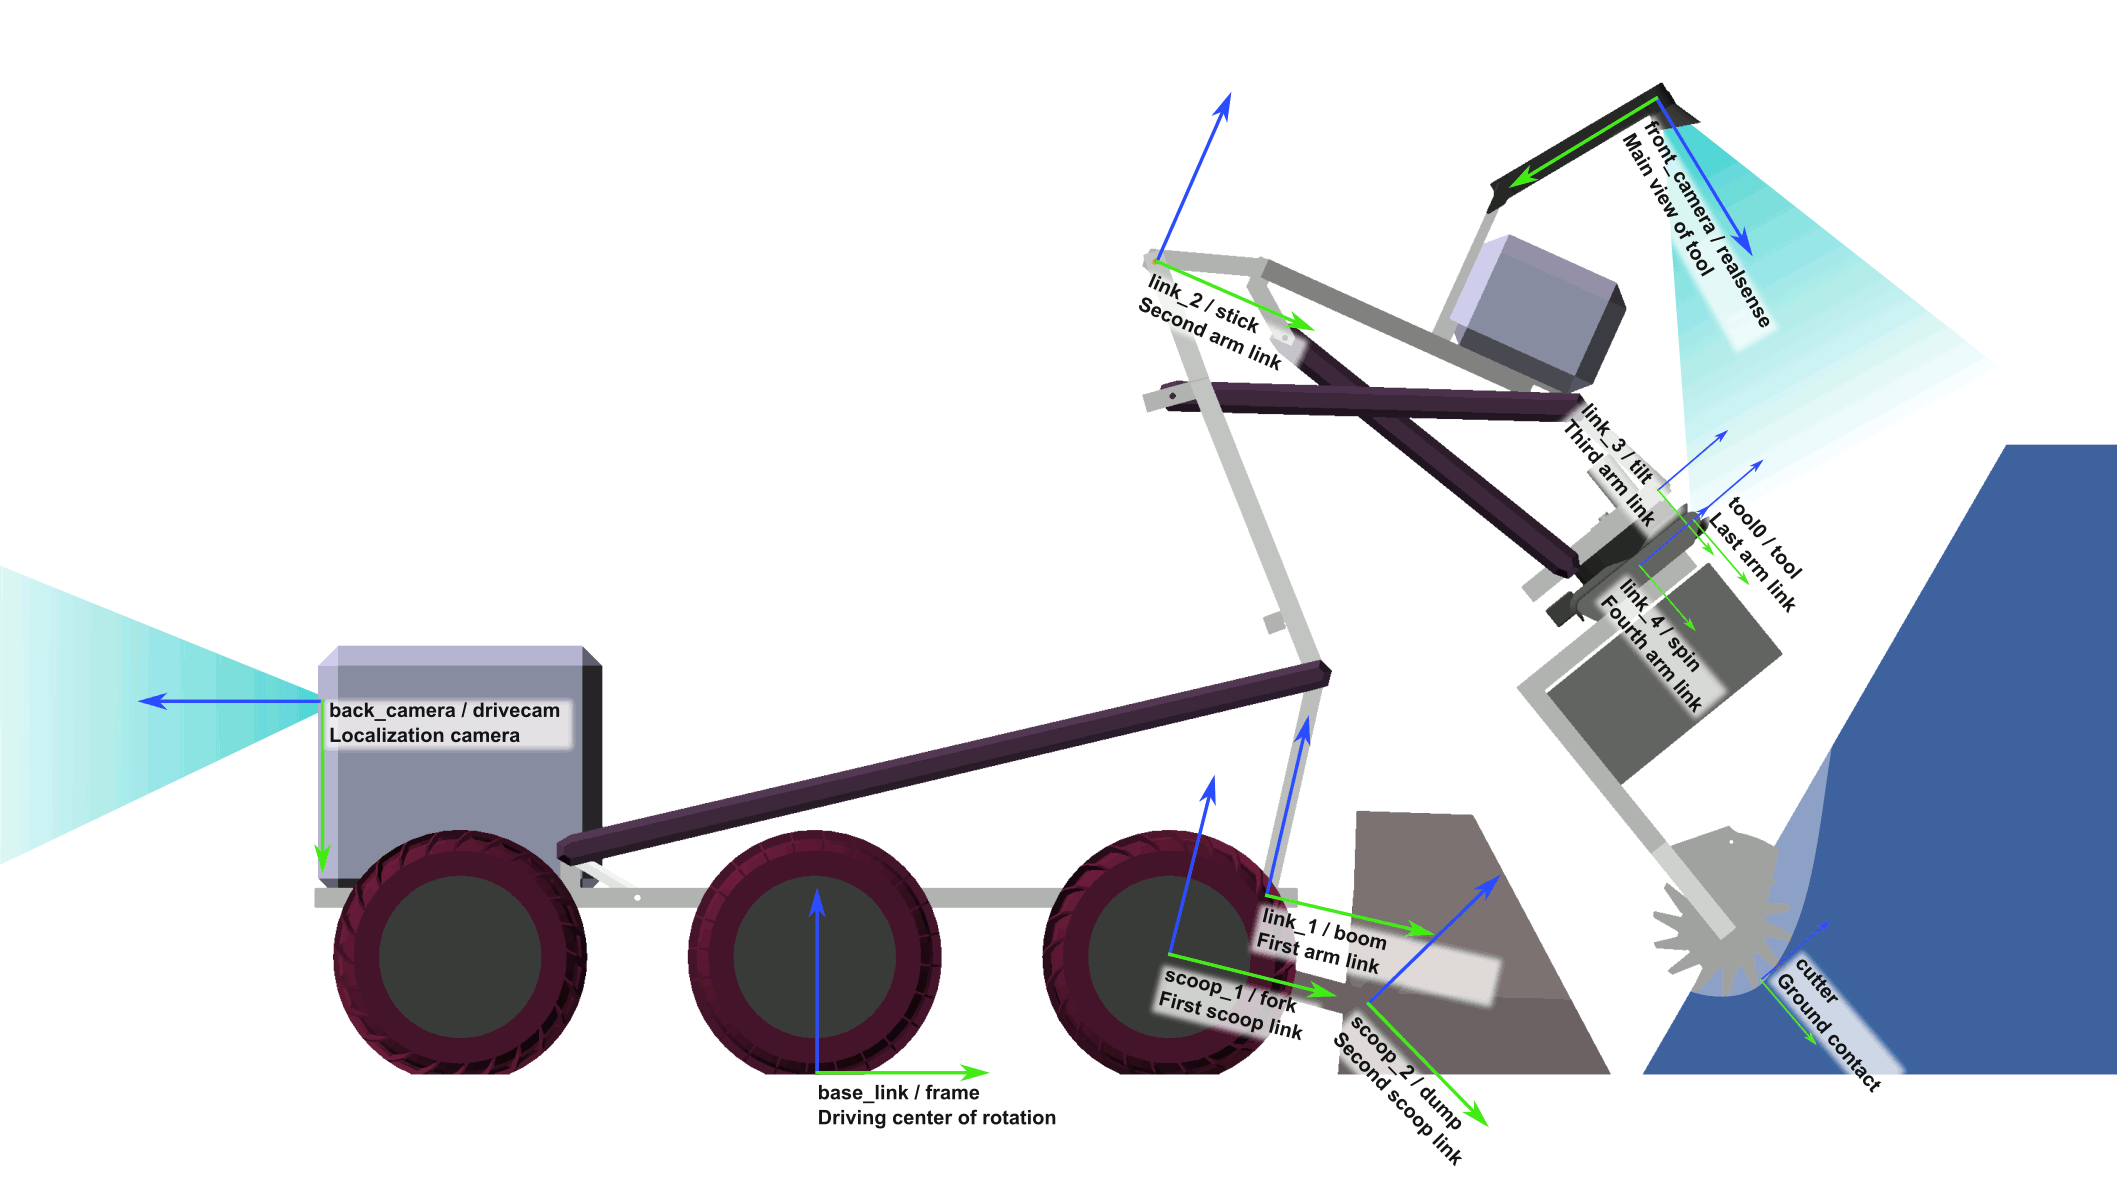 front_camera / realsense
Main view of tool
link_2 / stick
Second arm link
link_3 / tilt
Third arm link
tool0 / tool
Last arm link
link_4 / spin
Fourth arm link
back_camera / drivecam
Localization camera
link_1 / boom
First arm link
scoop_1 / fork
First scoop link
scoop_2 / dump
Second scoop link
cutter
Ground contact
base_link / frame
Driving center of rotation